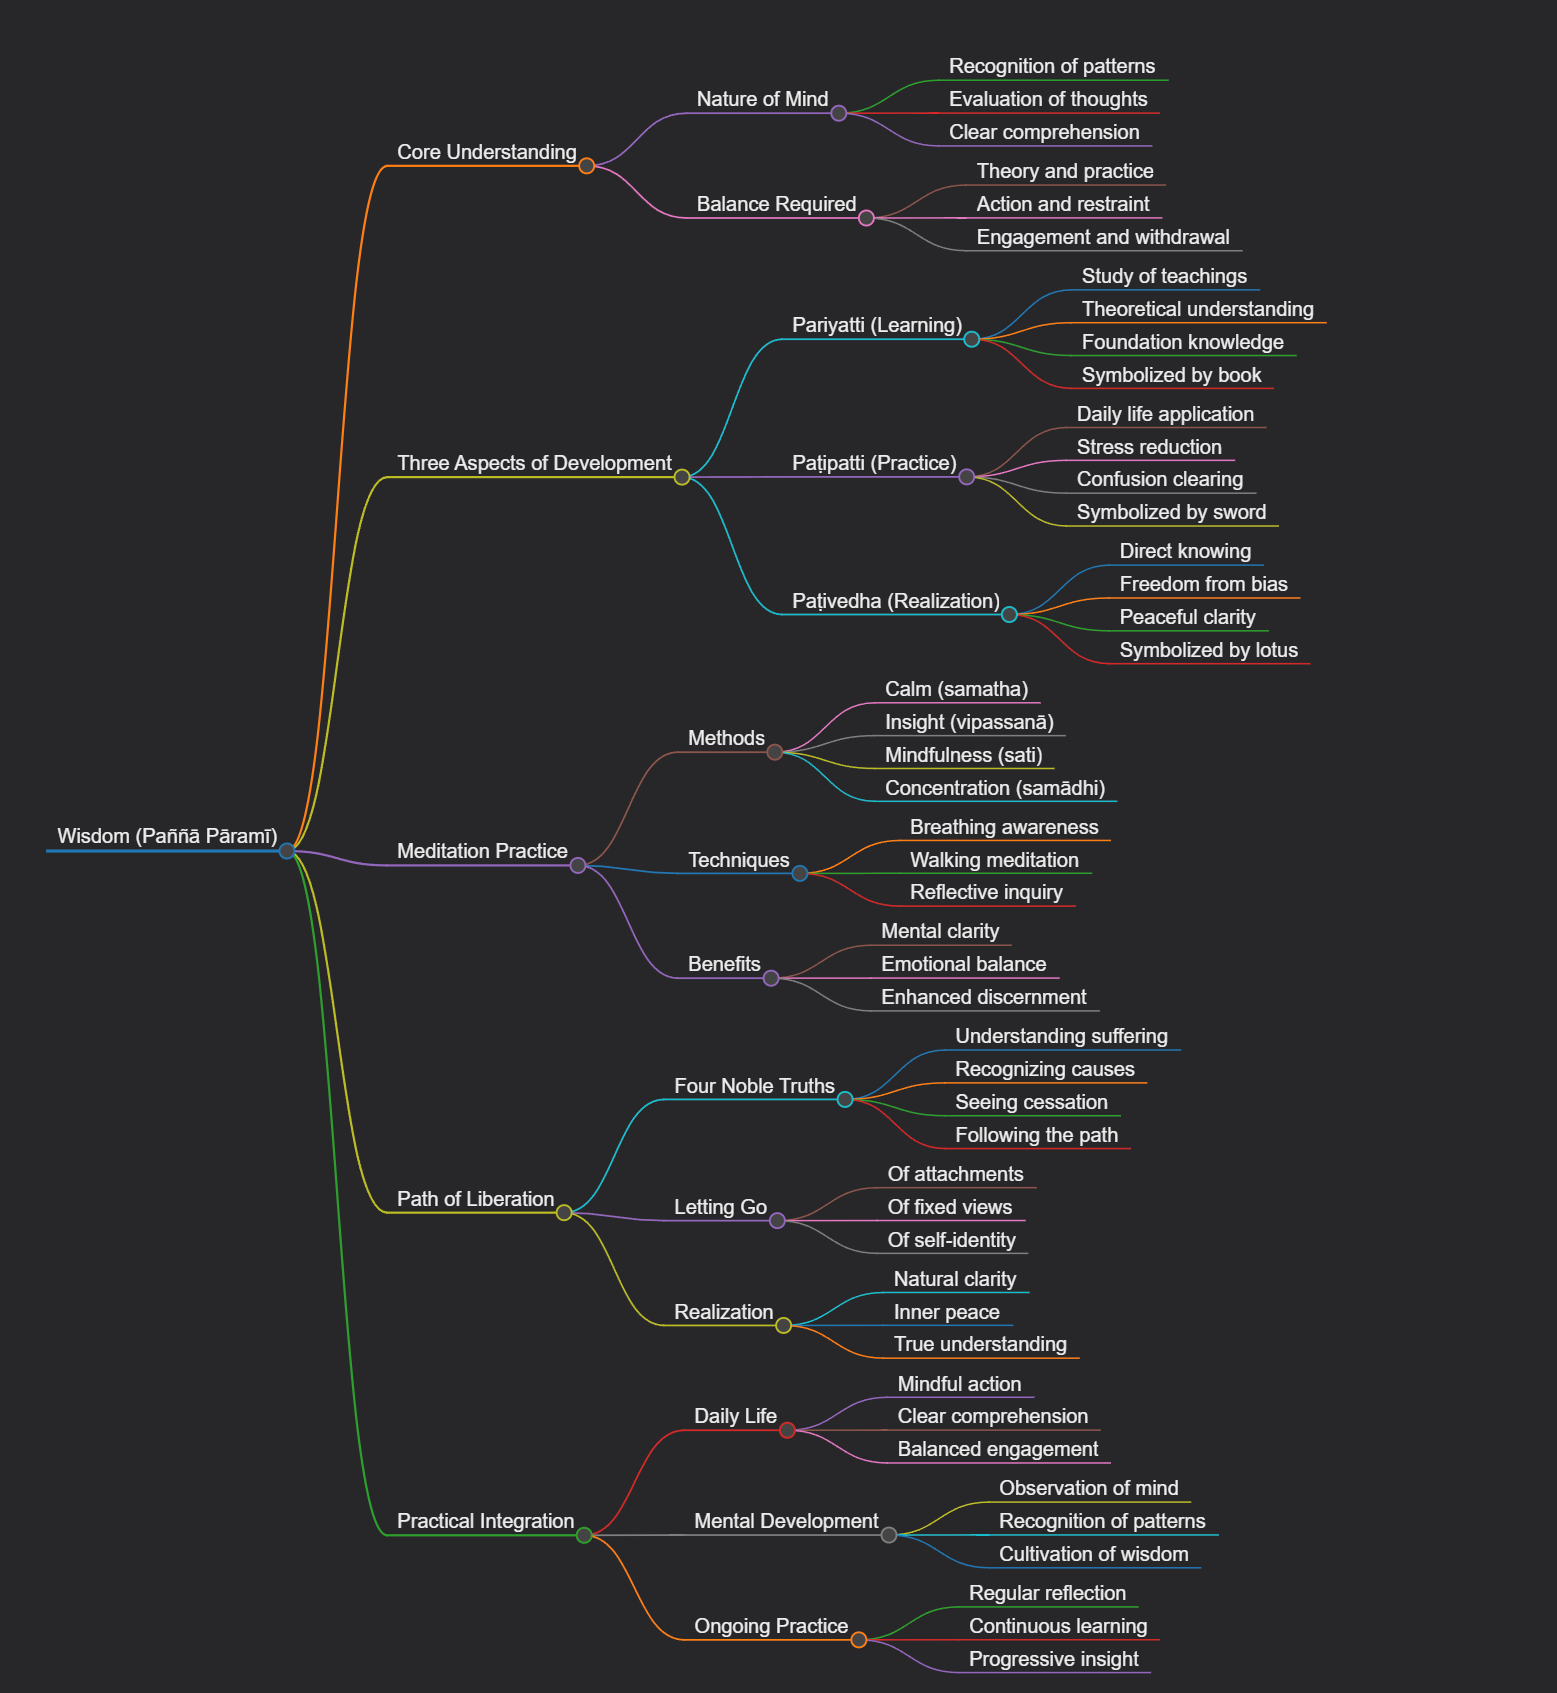 Wisdom (Paññā Pāramī)
Core Understanding
Nature of Mind
Recognition of patterns
Evaluation of thoughts
Clear comprehension
Balance Required
Theory and practice
Action and restraint
Engagement and withdrawal
Three Aspects of Development
Pariyatti (Learning)
Study of teachings
Theoretical understanding
Foundation knowledge
Symbolized by book
Paṭipatti (Practice)
Daily life application
Stress reduction
Confusion clearing
Symbolized by sword
Paṭivedha (Realization)
Direct knowing
Freedom from bias
Peaceful clarity
Symbolized by lotus
Meditation Practice
Methods
Calm (samatha)
Insight (vipassanā)
Mindfulness (sati)
Concentration (samādhi)
Techniques
Breathing awareness
Walking meditation
Reflective inquiry
Benefits
Mental clarity
Emotional balance
Enhanced discernment
Path of Liberation
Four Noble Truths
Understanding suffering
Recognizing causes
Seeing cessation
Following the path
Letting Go
Of attachments
Of fixed views
Of self-identity
Realization
Natural clarity
Inner peace
True understanding
Practical Integration
Daily Life
Mindful action
Clear comprehension
Balanced engagement
Mental Development
Observation of mind
Recognition of patterns
Cultivation of wisdom
Ongoing Practice
Regular reflection
Continuous learning
Progressive insight